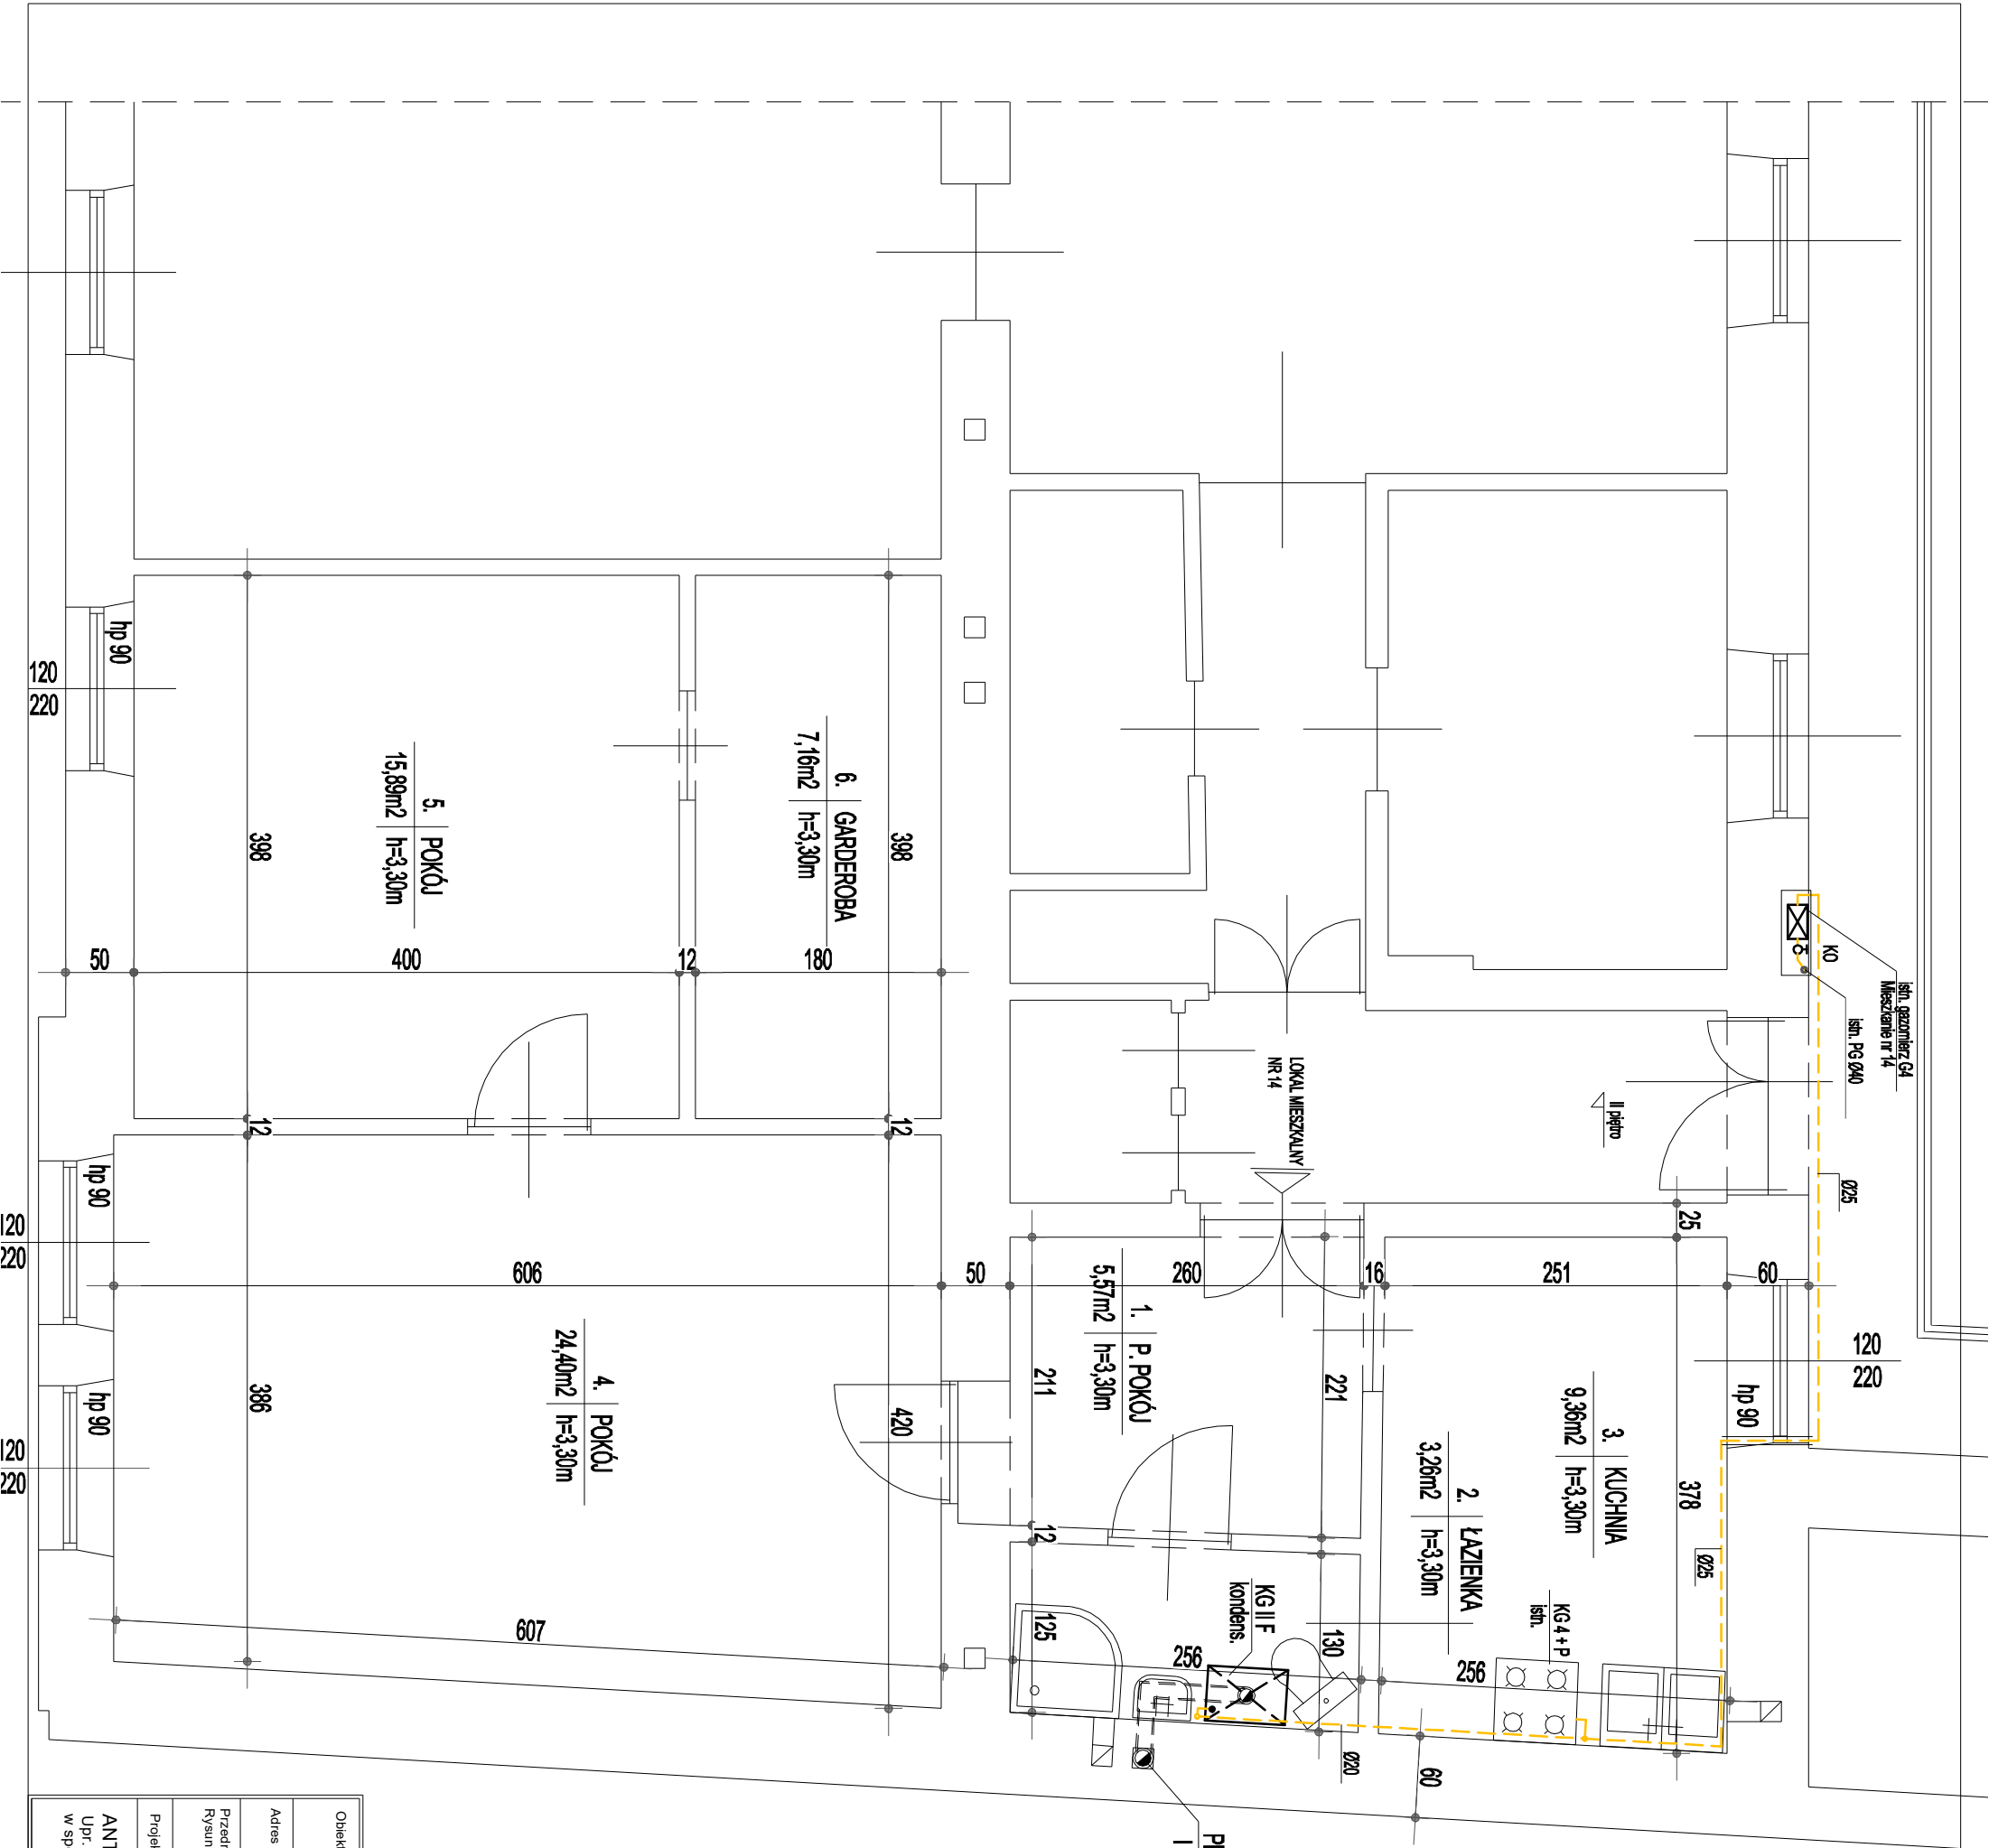 istn. gazomierz G4
Mieszkanie nr 14
istn. PG Ø40
KO
Ø25
II piętro
120
220
hp 90
60
25
251
378
3. KUCHNIA
9,36m2 h=3,30m
Ø25
KG 4 + P
istn.
256
16
2. ŁAZIENKA
3,26m2 h=3,30m
221
130
Ø20
60
LOKAL MIESZKALNY
NR 14
260
1. P. POKÓJ
5,57m2 h=3,30m
211
12
125
KG II F
kondens.
256
50
420
398
12
6. GARDEROBA
7,16m2 h=3,30m
180
12
400
50
5. POKÓJ
15,89m2 h=3,30m
398
12
386
606
4. POKÓJ
24,40m2 h=3,30m
607
hp 90
120
220
hp 90
120
220
hp 90
120
220
Adres
ANT
Upr.
w sp